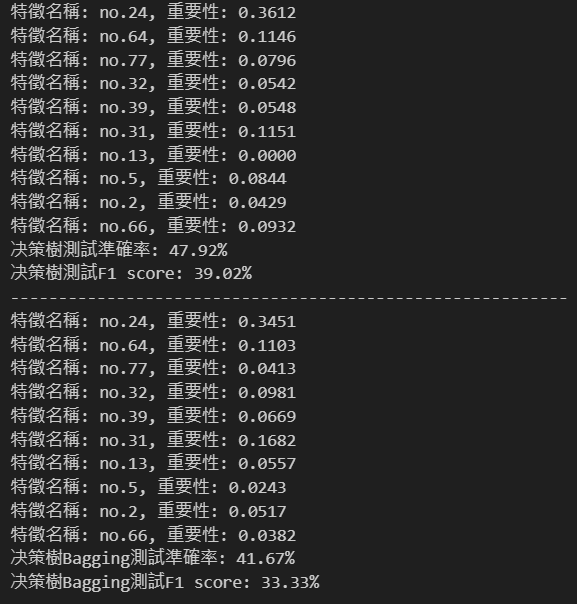 特徵名稱: no.24, 重要性: 0.3612
特徵名稱: no.64, 重要性: 0.1146
特徵名稱: no.77, 重要性: 0.0796
特徵名稱: no.32, 重要性: 0.0542
特徵名稱: no.39, 重要性: 0.0548
特徵名稱: no.31, 重要性: 0.1151
特徵名稱: no.13, 重要性: 0.0000
特徵名稱: no.5, 重要性: 0.0844
特徵名稱: no.2, 重要性: 0.0429
特徵名稱: no.66, 重要性: 0.0932
決策樹測試準確率: 47.92%
決策樹測試F1 score: 39.02%
----------------------------------------------------------
特徵名稱: no.24, 重要性: 0.3451
特徵名稱: no.64, 重要性: 0.1103
特徵名稱: no.77, 重要性: 0.0413
特徵名稱: no.32, 重要性: 0.0981
特徵名稱: no.39, 重要性: 0.0669
特徵名稱: no.31, 重要性: 0.1682
特徵名稱: no.13, 重要性: 0.0557
特徵名稱: no.5, 重要性: 0.0243
特徵名稱: no.2, 重要性: 0.0517
特徵名稱: no.66, 重要性: 0.0382
決策樹Bagging測試準確率: 41.67%
決策樹Bagging測試F1 score: 33.33%